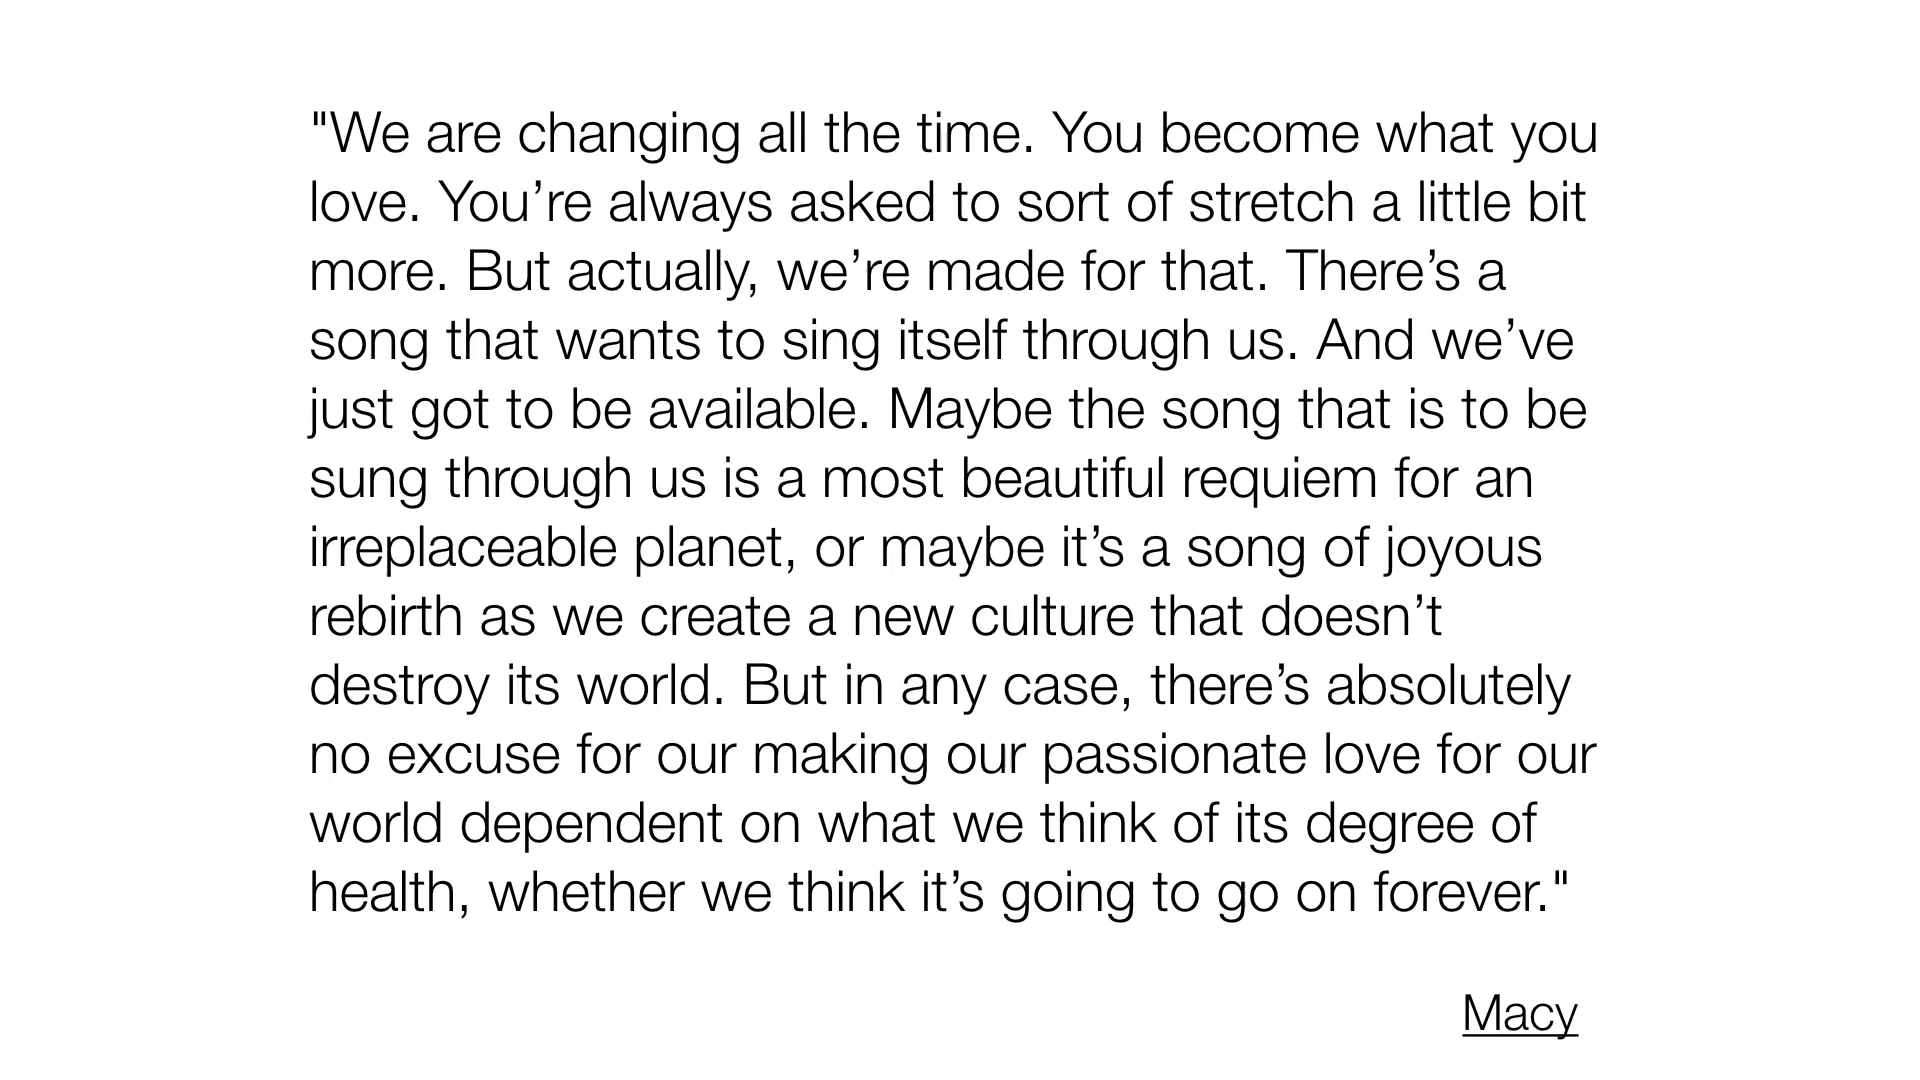 "We are changing all the time. You become what you
love. You’re always asked to sort of stretch a little bit
more. But actually, we’re made for that. There’s a
song that wants to sing itself through us. And we’ve
just got to be available. Maybe the song that is to be
sung through us is a most beautiful requiem for an
irreplaceable planet, or maybe it’s a song of joyous
rebirth as we create a new culture that doesn’t
destroy its world. But in any case, there’s absolutely
no excuse for our making our passionate love for our
world dependent on what we think of its degree of
health, whether we think it’s going to go on forever."
Macy